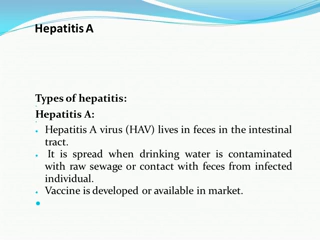 Hepatitis A
Types of hepatitis:
Hepatitis A:
Hepatitis A virus (HAV) lives in feces in the intestinal
tract.
It is spread when drinking water is contaminated
with raw sewage or contact with feces from infected
individual.
Vaccine is developed or available in market.